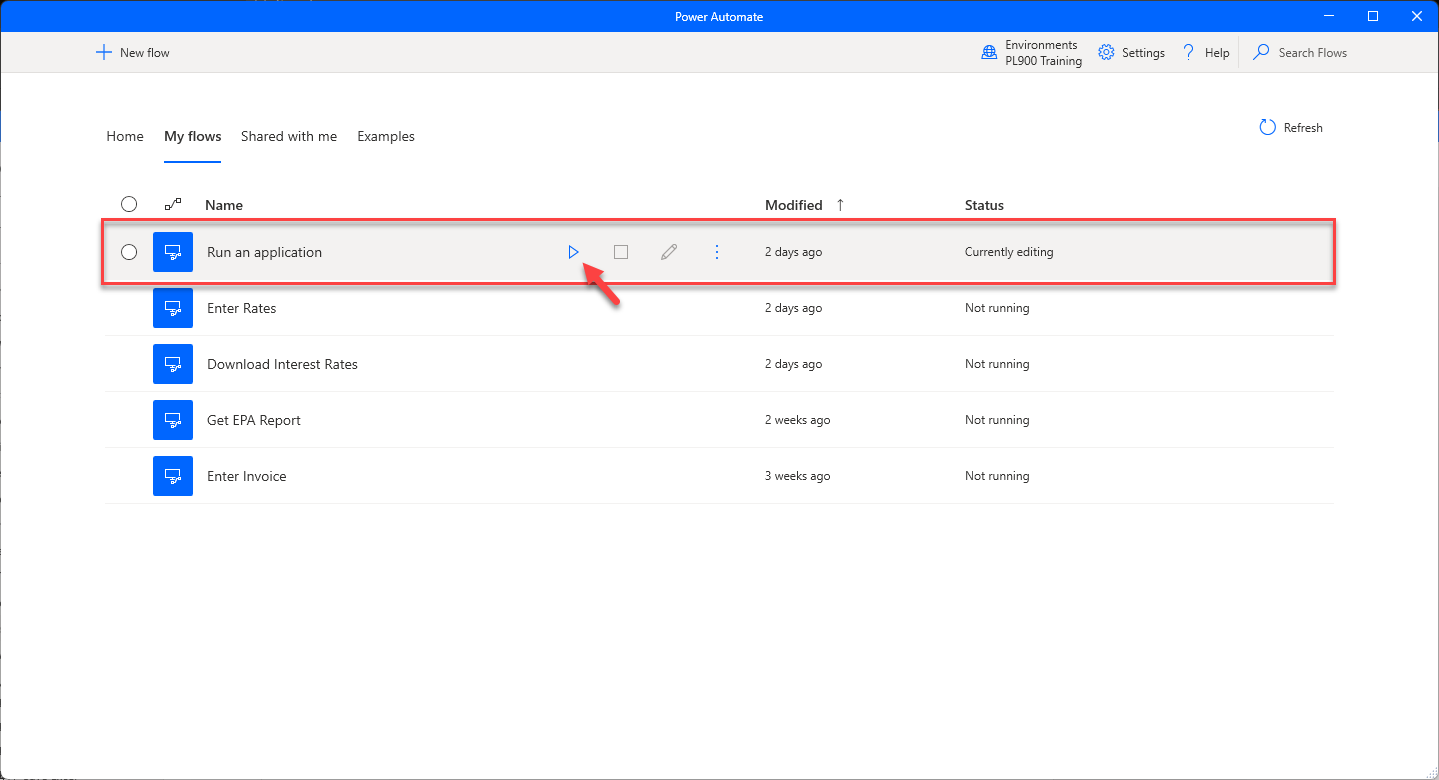 Power Automate
New flow
Environments
PL900 Training
Settings
Help
Search Flows
Home
My flows
Shared with me
Examples
Refresh
Name
Modified ↑
Status
Run an application
2 days ago
Currently editing
Enter Rates
2 days ago
Not running
Download Interest Rates
2 days ago
Not running
Get EPA Report
2 weeks ago
Not running
Enter Invoice
3 weeks ago
Not running